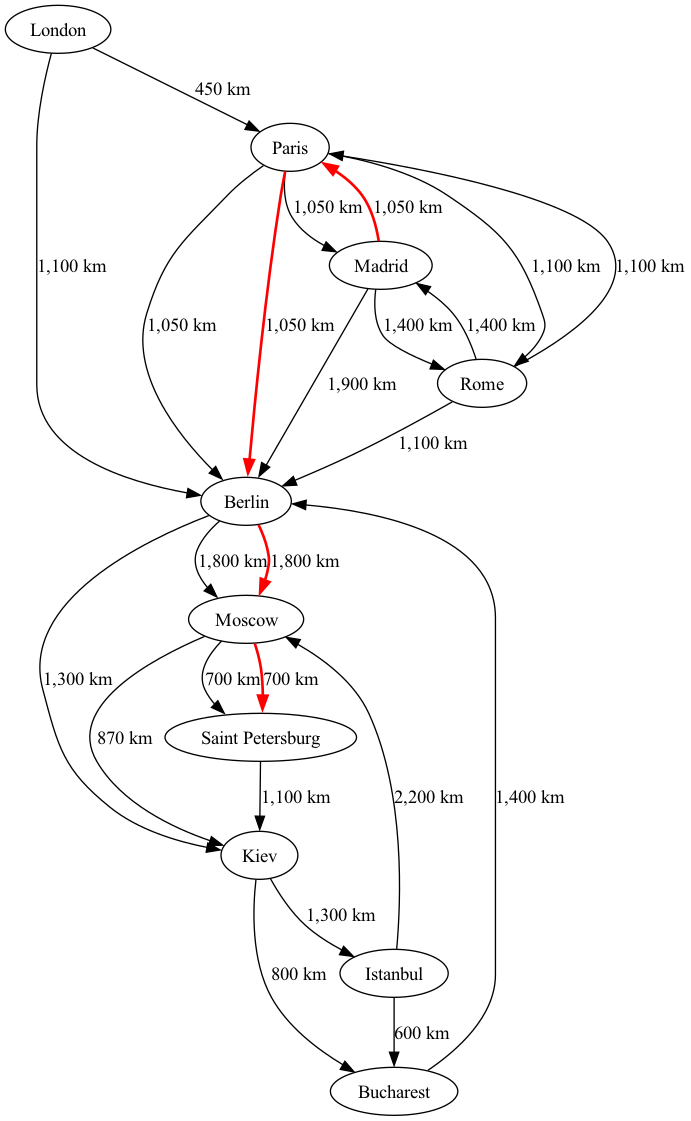 London
450 km
Paris
1,050 km
1,050 km
Madrid
1,100 km
1,100 km
1,100 km
1,050 km
1,050 km
1,400 km
1,400 km
1,900 km
Rome
1,100 km
Berlin
1,800 km
1,800 km
Moscow
1,300 km
700 km
700 km
870 km
Saint Petersburg
1,100 km
2,200 km
1,400 km
Kiev
1,300 km
800 km
Istanbul
600 km
Bucharest